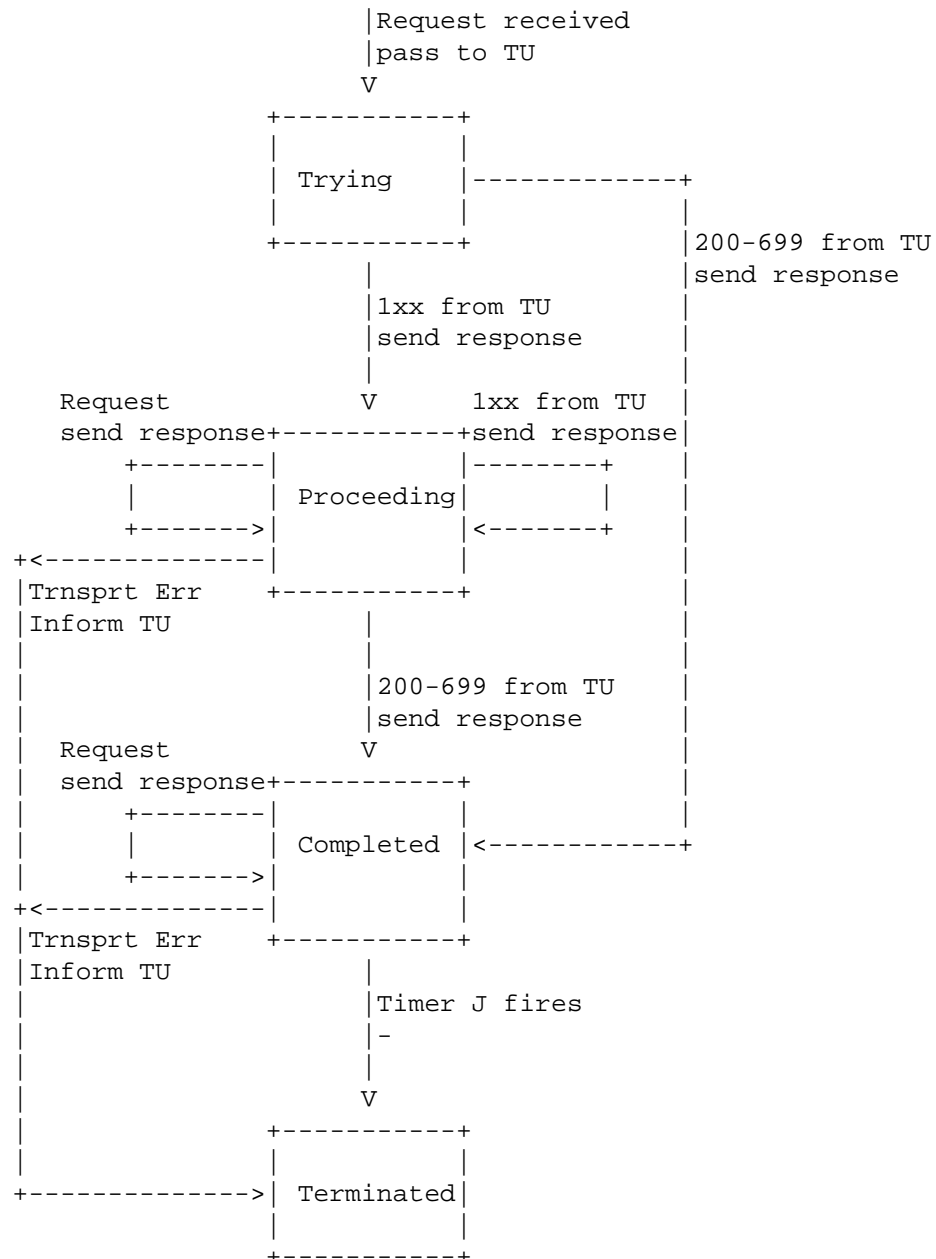 Request received
pass to TU
Trying
200-699 from TU
send response
1xx from TU
send response
Request
1xx from TU
send response
send response
Proceeding
Trnsprt Err
Inform TU
200-699 from TU
send response
Request
send response
Completed
Trnsprt Err
Inform TU
Timer J fires
-
Terminated